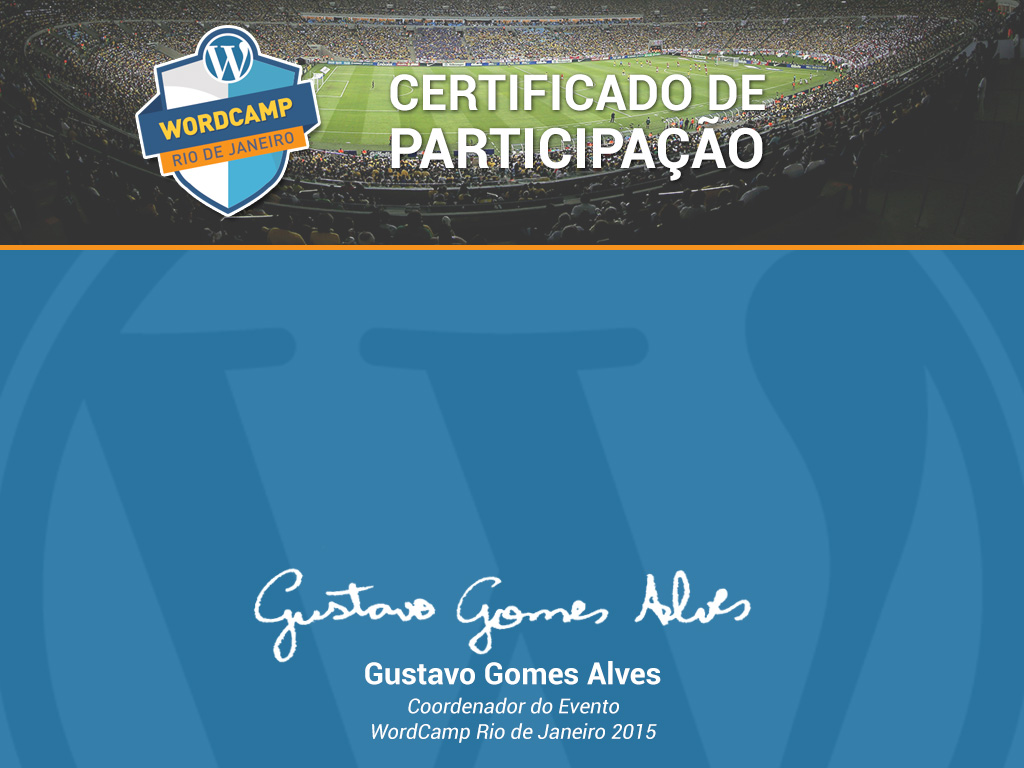 WORDCAMP
RIO DE JANEIRO
CERTIFICADO DE
PARTICIPAÇÃO
Gustavo Gomes Alves
Gustavo Gomes Alves
Coordenador do Evento
WordCamp Rio de Janeiro 2015